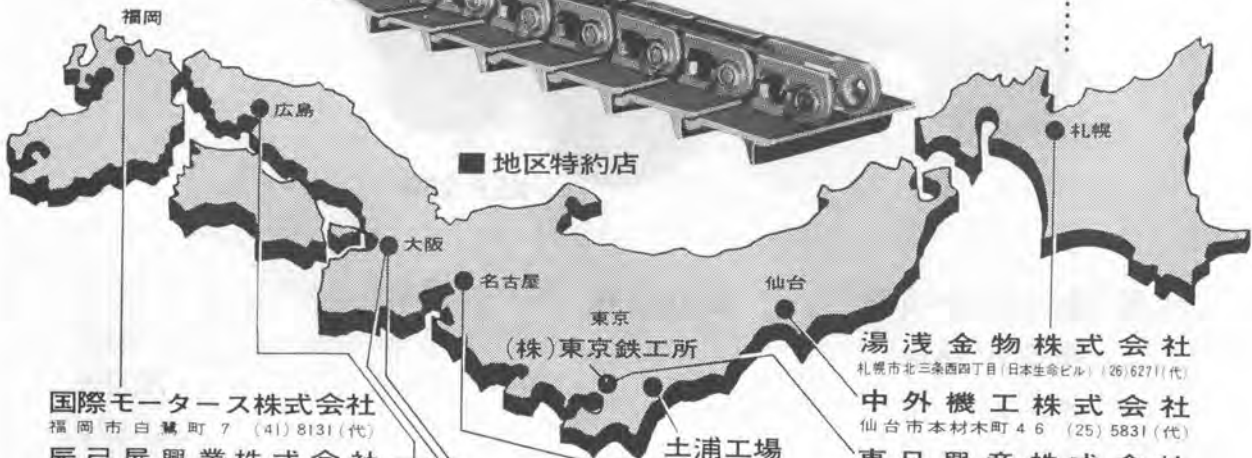 福岡
広島
■地区特約店
札幌
大阪
名古屋
仙台
東京
(株)東京鉄工所
湯浅金物株式会社
札幌市北三条西四丁目(日本生命ビル) (26)6271(代)
国際モータース株式会社
福岡市白鷺町7 (41)8131(代)
中外機工株式会社
仙台市本材木町46 (25)5831(代)
土浦工場